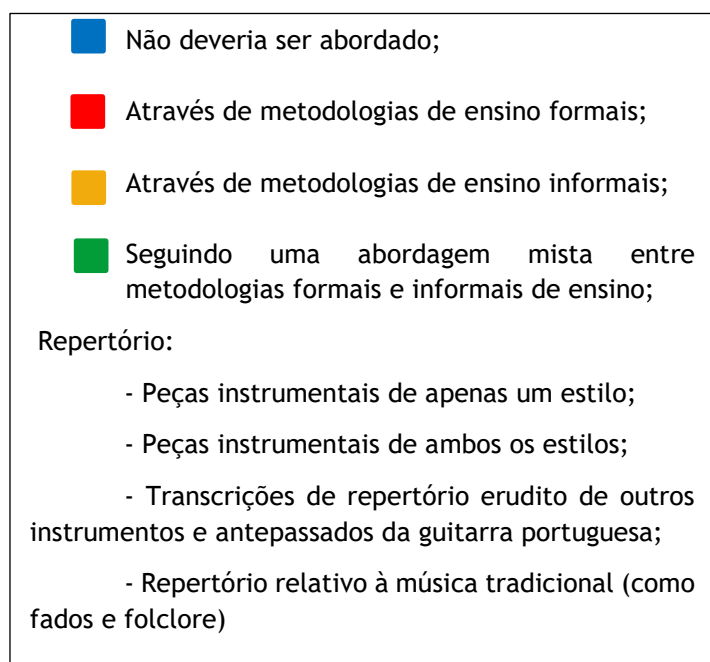 Não deveria ser abordado;
Através de metodologias de ensino formais;
Através de metodologias de ensino informais;
Seguindo uma abordagem mista entre
metodologias formais e informais de ensino;
Repertório:
- Peças instrumentais de apenas um estilo;
- Peças instrumentais de ambos os estilos;
- Transcrições de repertório erudito de outros
instrumentos e antepassados da guitarra portuguesa;
- Repertório relativo à música tradicional (como
fados e folclore)